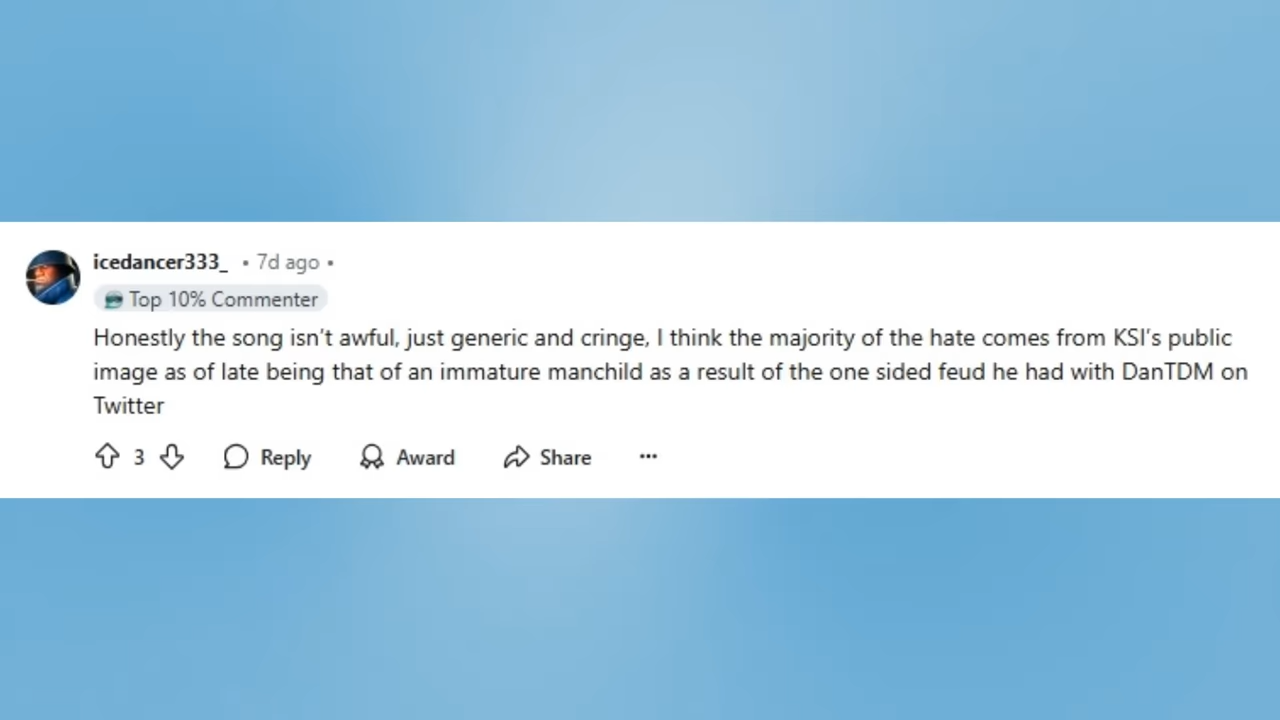 icedancer333_ • 7d ago •
Top 10% Commenter
Honestly the song isn’t awful, just generic and cringe, I think the majority of the hate comes from KSI’s public
image as of late being that of an immature manchild as a result of the one sided feud he had with DanTDM on
Twitter
3 Reply Award Share ···